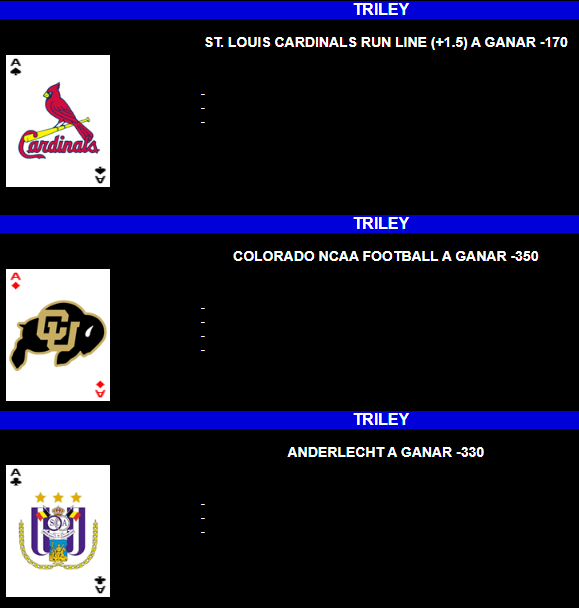 TRILEY
ST. LOUIS CARDINALS RUN LINE (+1.5) A GANAR -170
A
Cardinals
-
-
-
A
TRILEY
COLORADO NCAA FOOTBALL A GANAR -350
A
CU
-
-
-
-
A
TRILEY
ANDERLECHT A GANAR -330
A
-
-
-
A